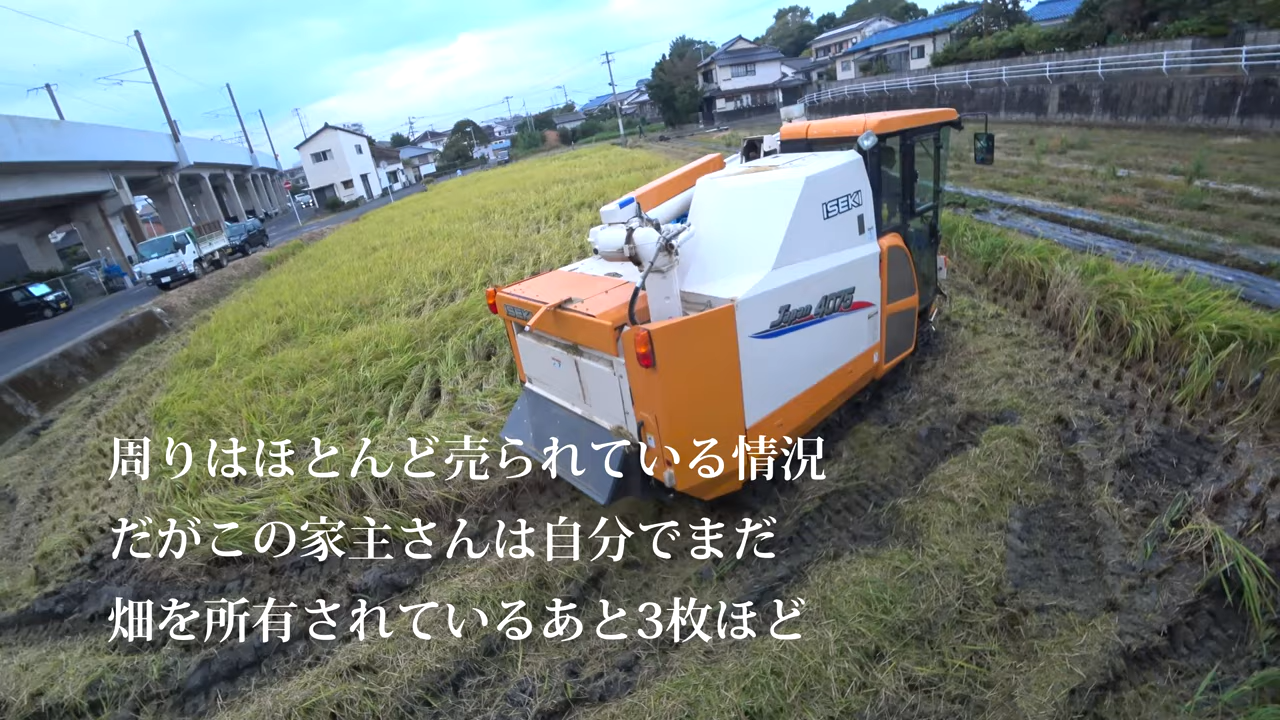 ISEKI
Japan 4075
ISEKI
周りはほとんど売られている情況
だがこの家主さんは自分でまだ
畑を所有されているあと3枚ほど